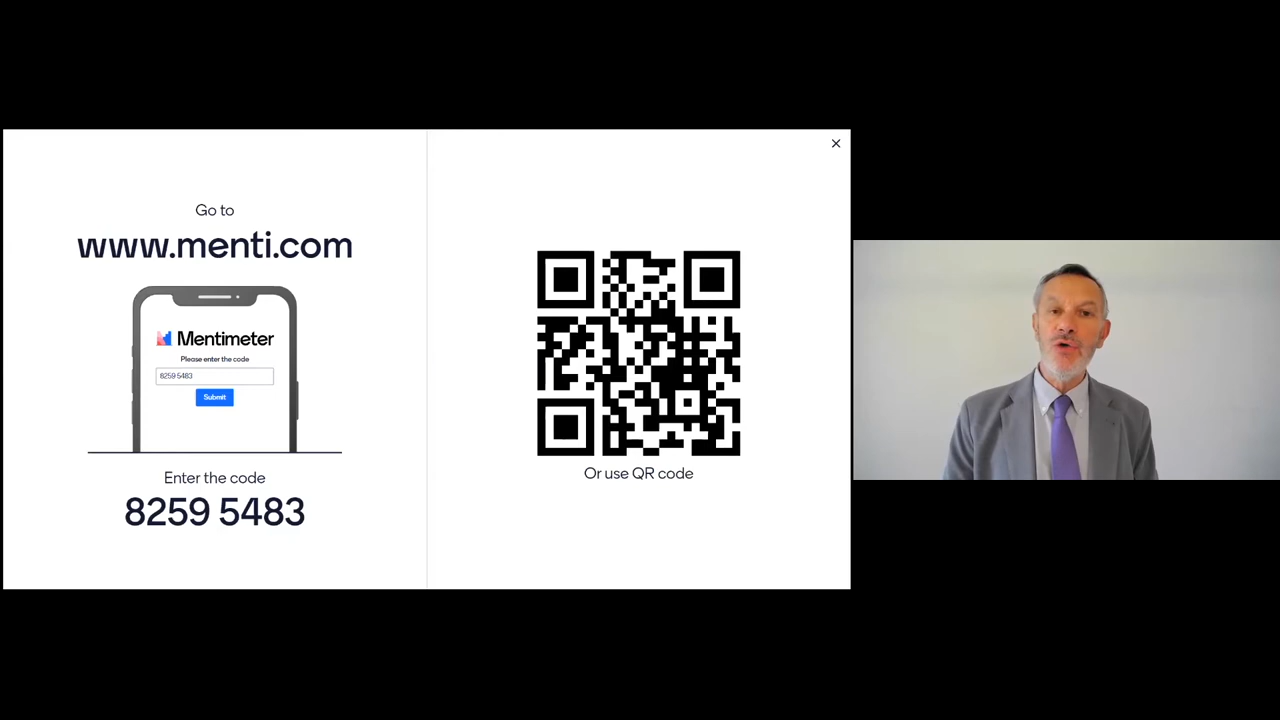 Go to
www.menti.com
Mentimeter
Please enter the code
8259 5483
Submit
Enter the code
8259 5483
Or use QR code